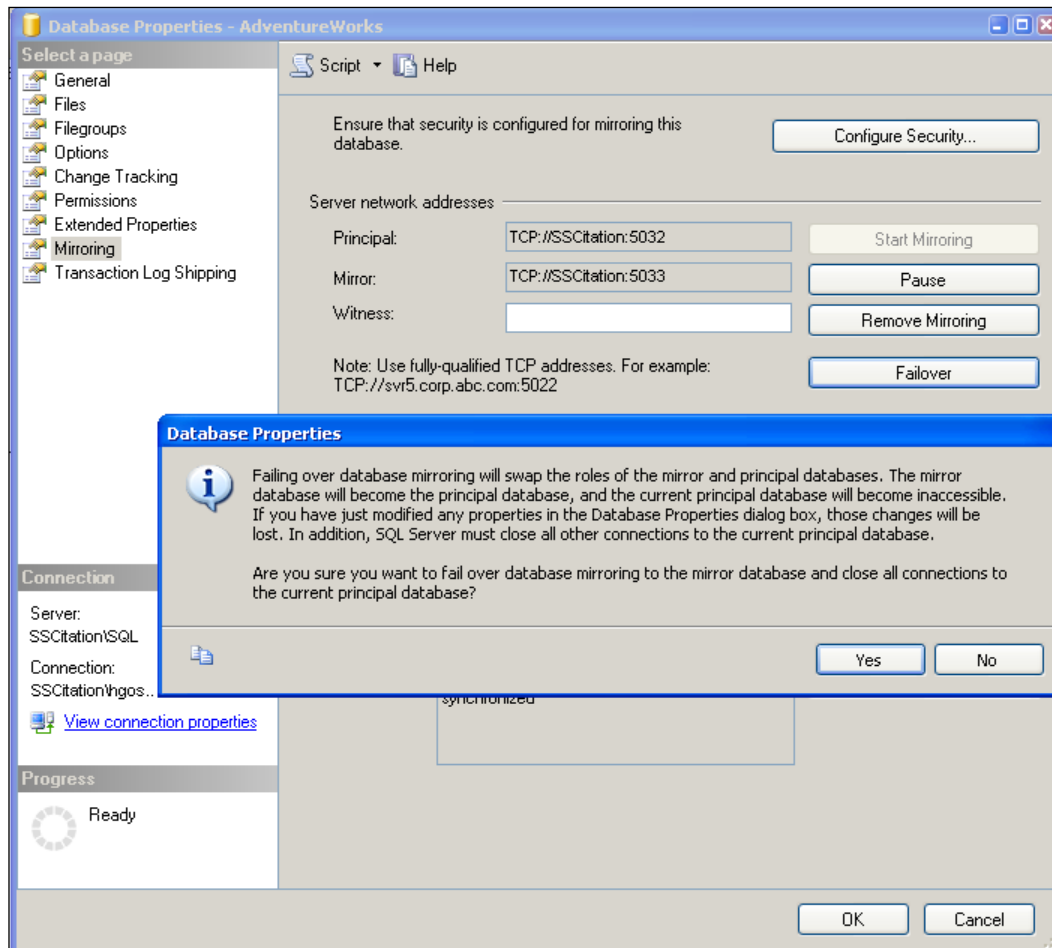 Database Properties - AdventureWorks
Select a page
General
Files
Filegroups
Options
Change Tracking
Permissions
Extended Properties
Mirroring
Transaction Log Shipping
Script
Help
Ensure that security is configured for mirroring this
database.
Configure Security...
Server network addresses
Principal:
TCP://SSCitation:5032
Start Mirroring
Mirror:
TCP://SSCitation:5033
Pause
Witness:
Remove Mirroring
Note: Use fully-qualified TCP addresses. For example:
TCP://svr5.corp.abc.com:5022
Failover
Database Properties
Failing over database mirroring will swap the roles of the mirror and principal databases. The mirror
database will become the principal database, and the current principal database will become inaccessible.
If you have just modified any properties in the Database Properties dialog box, those changes will be
lost. In addition, SQL Server must close all other connections to the current principal database.
Are you sure you want to fail over database mirroring to the mirror database and close all connections to
the current principal database?
Yes
No
synchronized
Connection
Server:
SSCitation\SQL
Connection:
SSCitation\hgos..
View connection properties
Progress
Ready
OK
Cancel